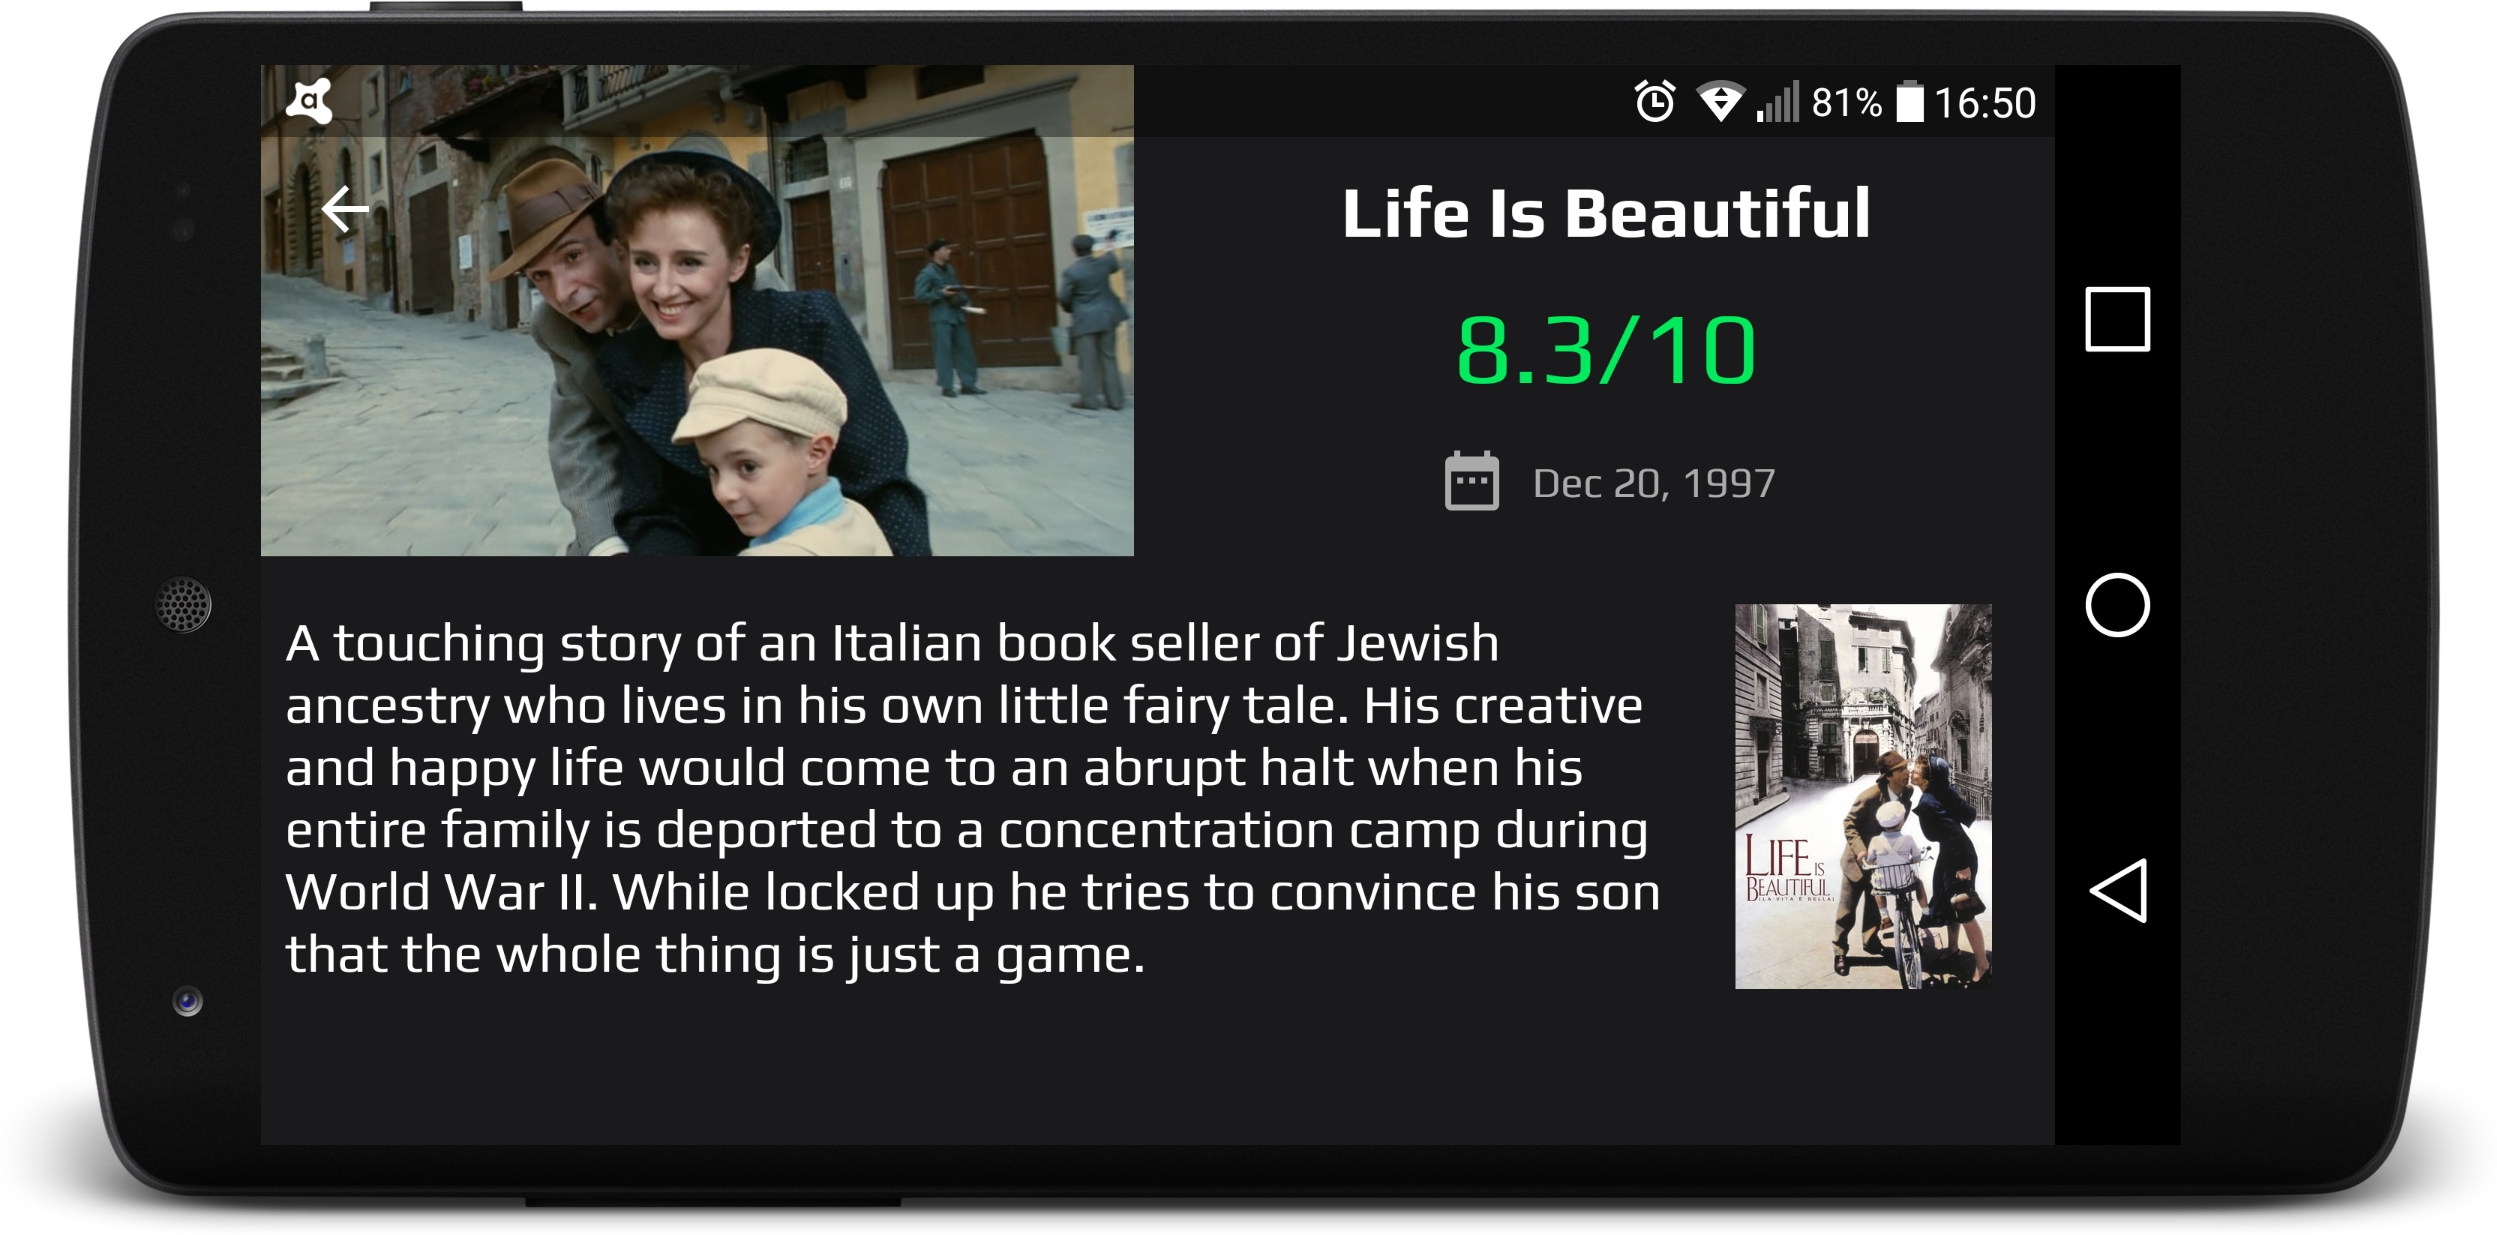 81% 16:50
Life Is Beautiful
8.3/10
Dec 20, 1997
A touching story of an Italian book seller of Jewish
ancestry who lives in his own little fairy tale. His creative
and happy life would come to an abrupt halt when his
entire family is deported to a concentration camp during
World War II. While locked up he tries to convince his son
that the whole thing is just a game.
LIFE IS
BEAUTIFUL
(LA VITA È BELLA)